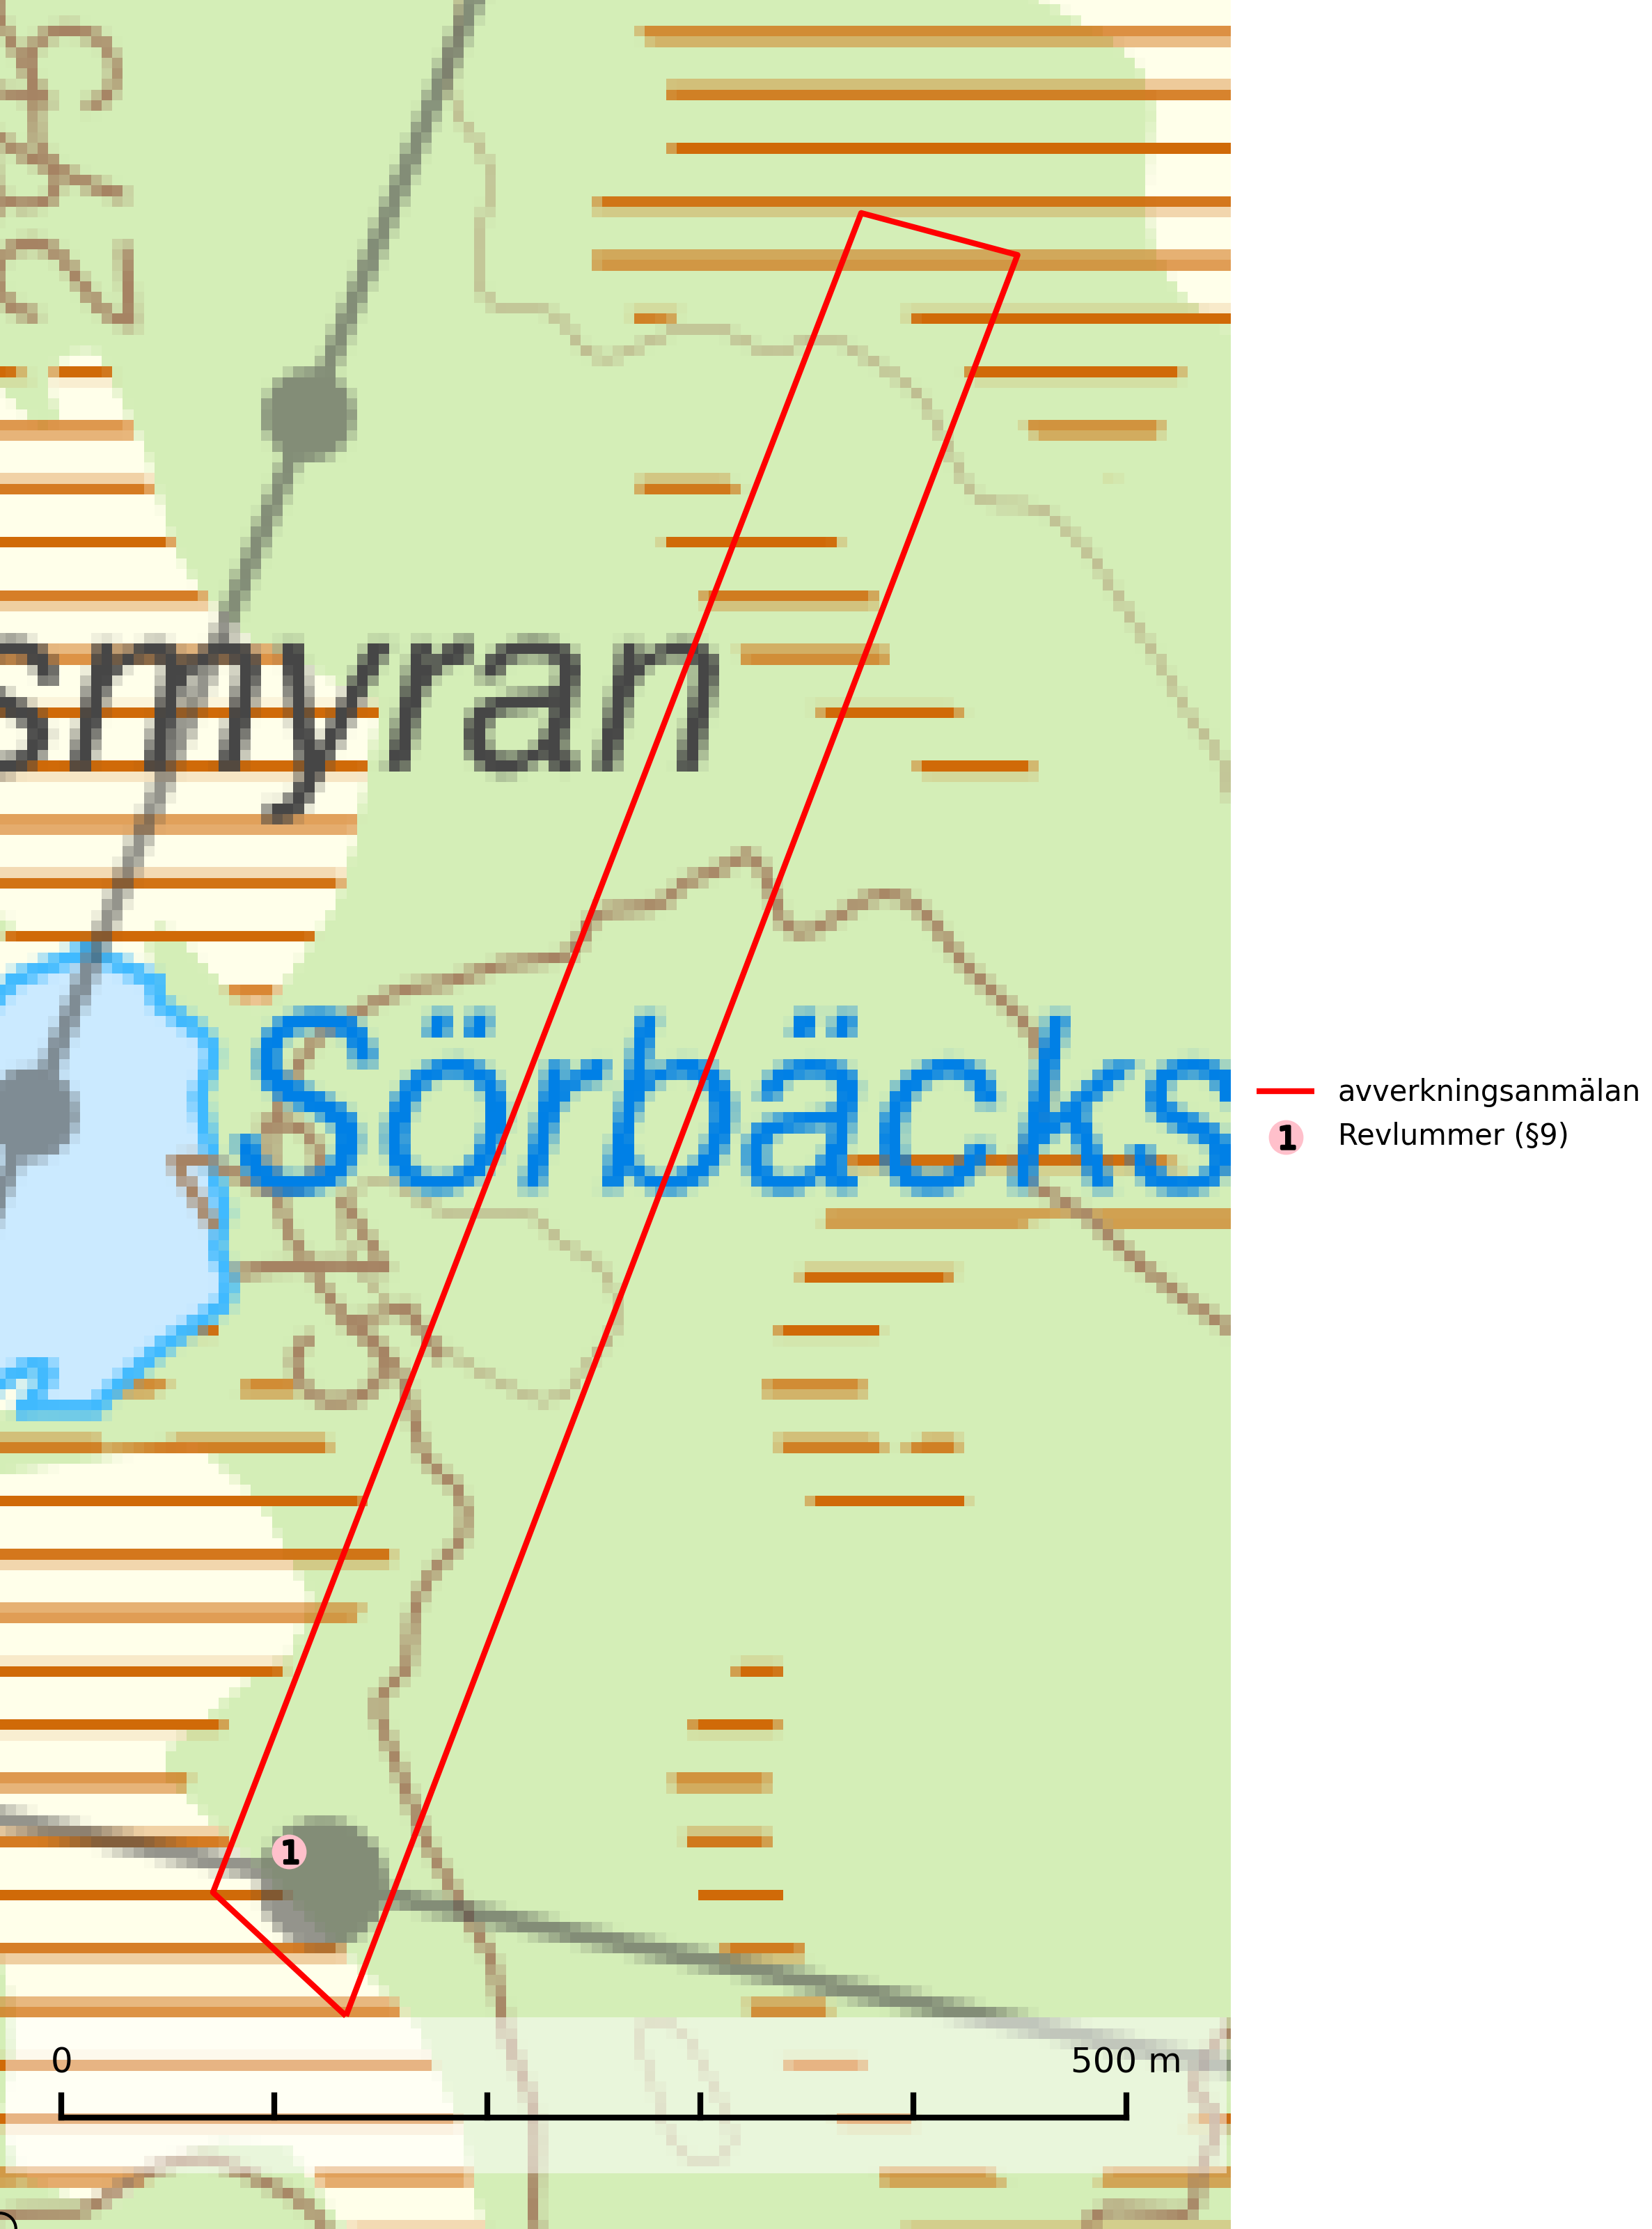 smyran
Sörbäcks
avverkningsanmälan
1 Revlummer (§9)
1
0 500 m